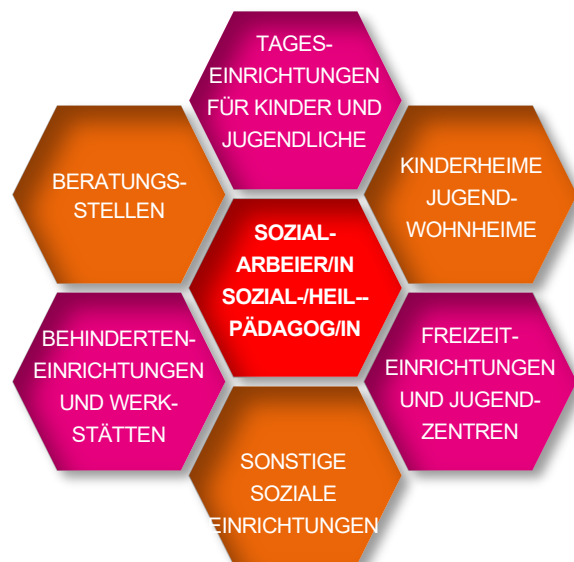 TAGES-
EINRICHTUNGEN
FÜR KINDER UND
JUGENDLICHE
BERATUNGS-
STELLEN
KINDERHEIME
JUGEND-
WOHNHEIME
SOZIAL-
ARBEIER/IN
SOZIAL-/HEIL--
PÄDAGOG/IN
BEHINDERTEN-
EINRICHTUNGEN
UND WERK-
STÄTTEN
FREIZEIT-
EINRICHTUNGEN
UND JUGEND-
ZENTREN
SONSTIGE
SOZIALE
EINRICHTUNGEN